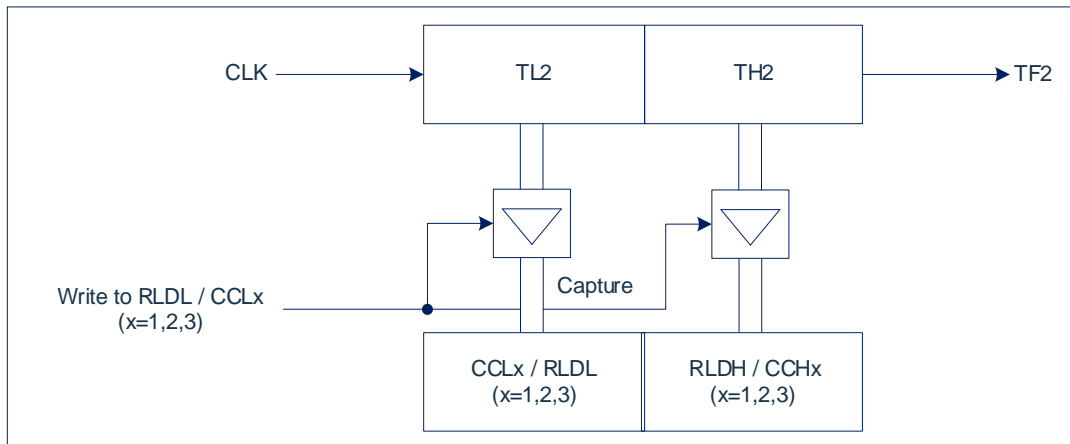 CLK
TL2
TH2
TF2
Write to RLDL / CCLx
(x=1,2,3)
Capture
CCLx / RLDL
(x=1,2,3)
RLDH / CCHx
(x=1,2,3)